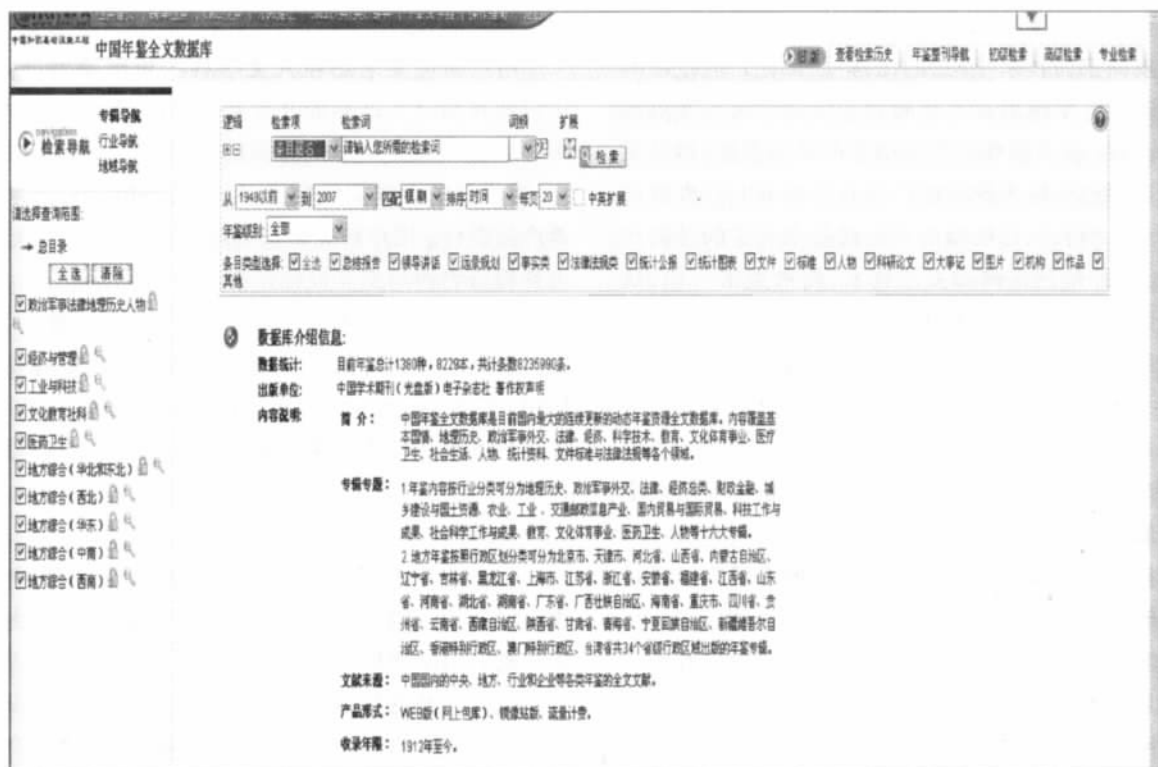 中国知识基础设施工程 中国年鉴全文数据库
登录 查看检索历史 年鉴整刊导航 初级检索 高级检索 专业检索
专辑导航
navigation
检索导航 行业导航
地域导航
请选择查询范围:
→ 总目录
全选 清除
政治军事法律地理历史人物
经济与管理
工业与科技
文化教育社科
医药卫生
地方综合(华北和东北)
地方综合(西北)
地方综合(华东)
地方综合(中南)
地方综合(西南)
逻辑 检索项 检索词 词频 扩展
请输入您所需的检索词 检索
从 1949以前 到 2007 匹配 模糊 排序 时间 每页 20 中英扩展
年鉴级别: 全部
条目类型选择: 全选 总结报告 领导讲话 远景规划 事实类 法律法规类 统计公报 统计图表 文件 标准 人物 科研论文 大事记 图片 机构 作品
其他
数据库介绍信息:
数据统计: 目前年鉴总计1380种,8229本,共计条数8235990条。
出版单位: 中国学术期刊(光盘版)电子杂志社 著作权声明
内容说明: 简 介: 中国年鉴全文数据库是目前国内最大的连续更新的动态年鉴资源全文数据库。内容覆盖基
本国情、地理历史、政治军事外交、法律、经济、科学技术、教育、文化体育事业、医疗
卫生、社会生活、人物、统计资料、文件标准与法律法规等各个领域。
专辑专题: 1.年鉴内容按行业分类可分为地理历史、政治军事外交、法律、经济总类、财政金融、城
乡建设与国土资源、农业、工业、交通邮政信息产业、国内贸易与国际贸易、科技工作与
成果、社会科学工作与成果、教育、文化体育事业、医药卫生、人物等十六大专辑。
2.地方年鉴按照行政区划分类可分为北京市、天津市、河北省、山西省、内蒙古自治区、
辽宁省、吉林省、黑龙江省、上海市、江苏省、浙江省、安徽省、福建省、江西省、山东
省、河南省、湖北省、湖南省、广东省、广西壮族自治区、海南省、重庆市、四川省、贵
州省、云南省、西藏自治区、陕西省、甘肃省、青海省、宁夏回族自治区、新疆维吾尔自
治区、香港特别行政区、澳门特别行政区、台湾省共34个省级行政区域出版的年鉴专辑。
文献来源: 中国国内的中央、地方、行业和企业等各类年鉴的全文文献。
产品形式: WEB版(网上包库)、镜像站版、流量计费。
收录年限: 1912年至今。